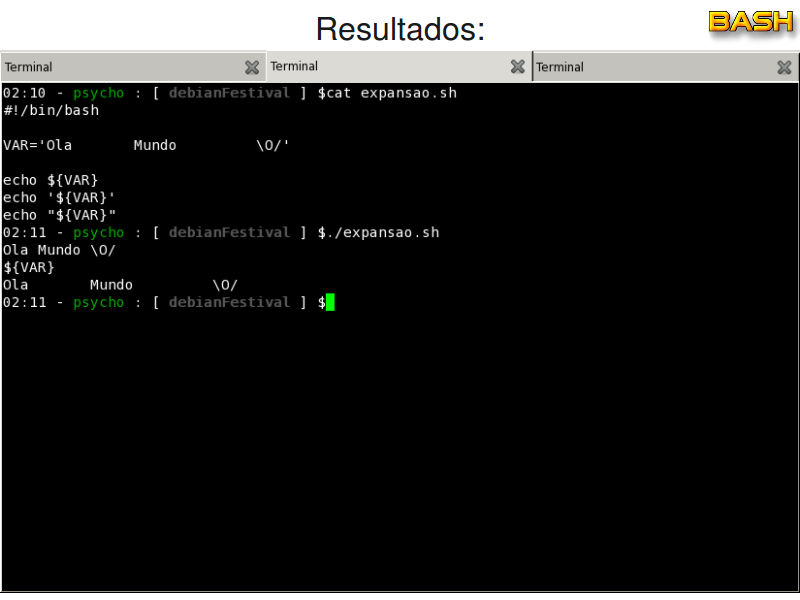 Resultados:
BASH
Terminal
Terminal
Terminal
02:10 - psycho : [ debianFestival ] $cat expansao.sh
#!/bin/bash
VAR='Ola       Mundo         \O/'
echo ${VAR}
echo '${VAR}'
echo "${VAR}"
02:11 - psycho : [ debianFestival ] $./expansao.sh
Ola Mundo \O/
${VAR}
Ola       Mundo         \O/
02:11 - psycho : [ debianFestival ] $